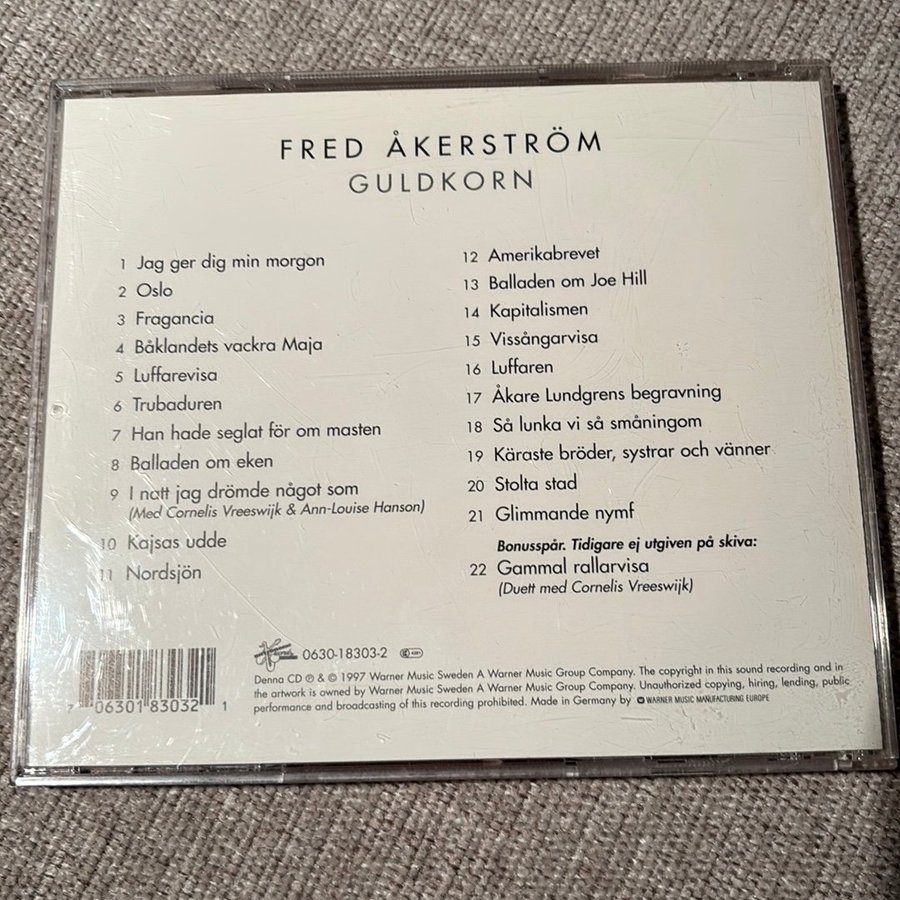 FRED ÅKERSTRÖM
GULDKORN
1 Jag ger dig min morgon
2 Oslo
3 Fragancia
4 Båklandets vackra Maja
5 Luffarevisa
6 Trubaduren
7 Han hade seglat för om masten
8 Balladen om eken
9 I natt jag drömde något som
(Med Cornelis Vreeswijk & Ann-Louise Hanson)
10 Kajsas udde
11 Nordsjön
12 Amerikabrevet
13 Balladen om Joe Hill
14 Kapitalismen
15 Vissångarvisa
16 Luffaren
17 Åkare Lundgrens begravning
18 Så lunka vi så småningom
19 Käraste bröder, systrar och vänner
20 Stolta stad
21 Glimmande nymf
Bonusspår. Tidigare ej utgiven på skiva:
22 Gammal rallarvisa
(Duett med Cornelis Vreeswijk)
0630-18303-2
Denna CD ℗ & © 1997 Warner Music Sweden A Warner Music Group Company. The copyright in this sound recording and in
the artwork is owned by Warner Music Sweden A Warner Music Group Company. Unauthorized copying, hiring, lending, public
performance and broadcasting of this recording prohibited. Made in Germany by WARNER MUSIC MANUFACTURING EUROPE
7 06301 83032 1